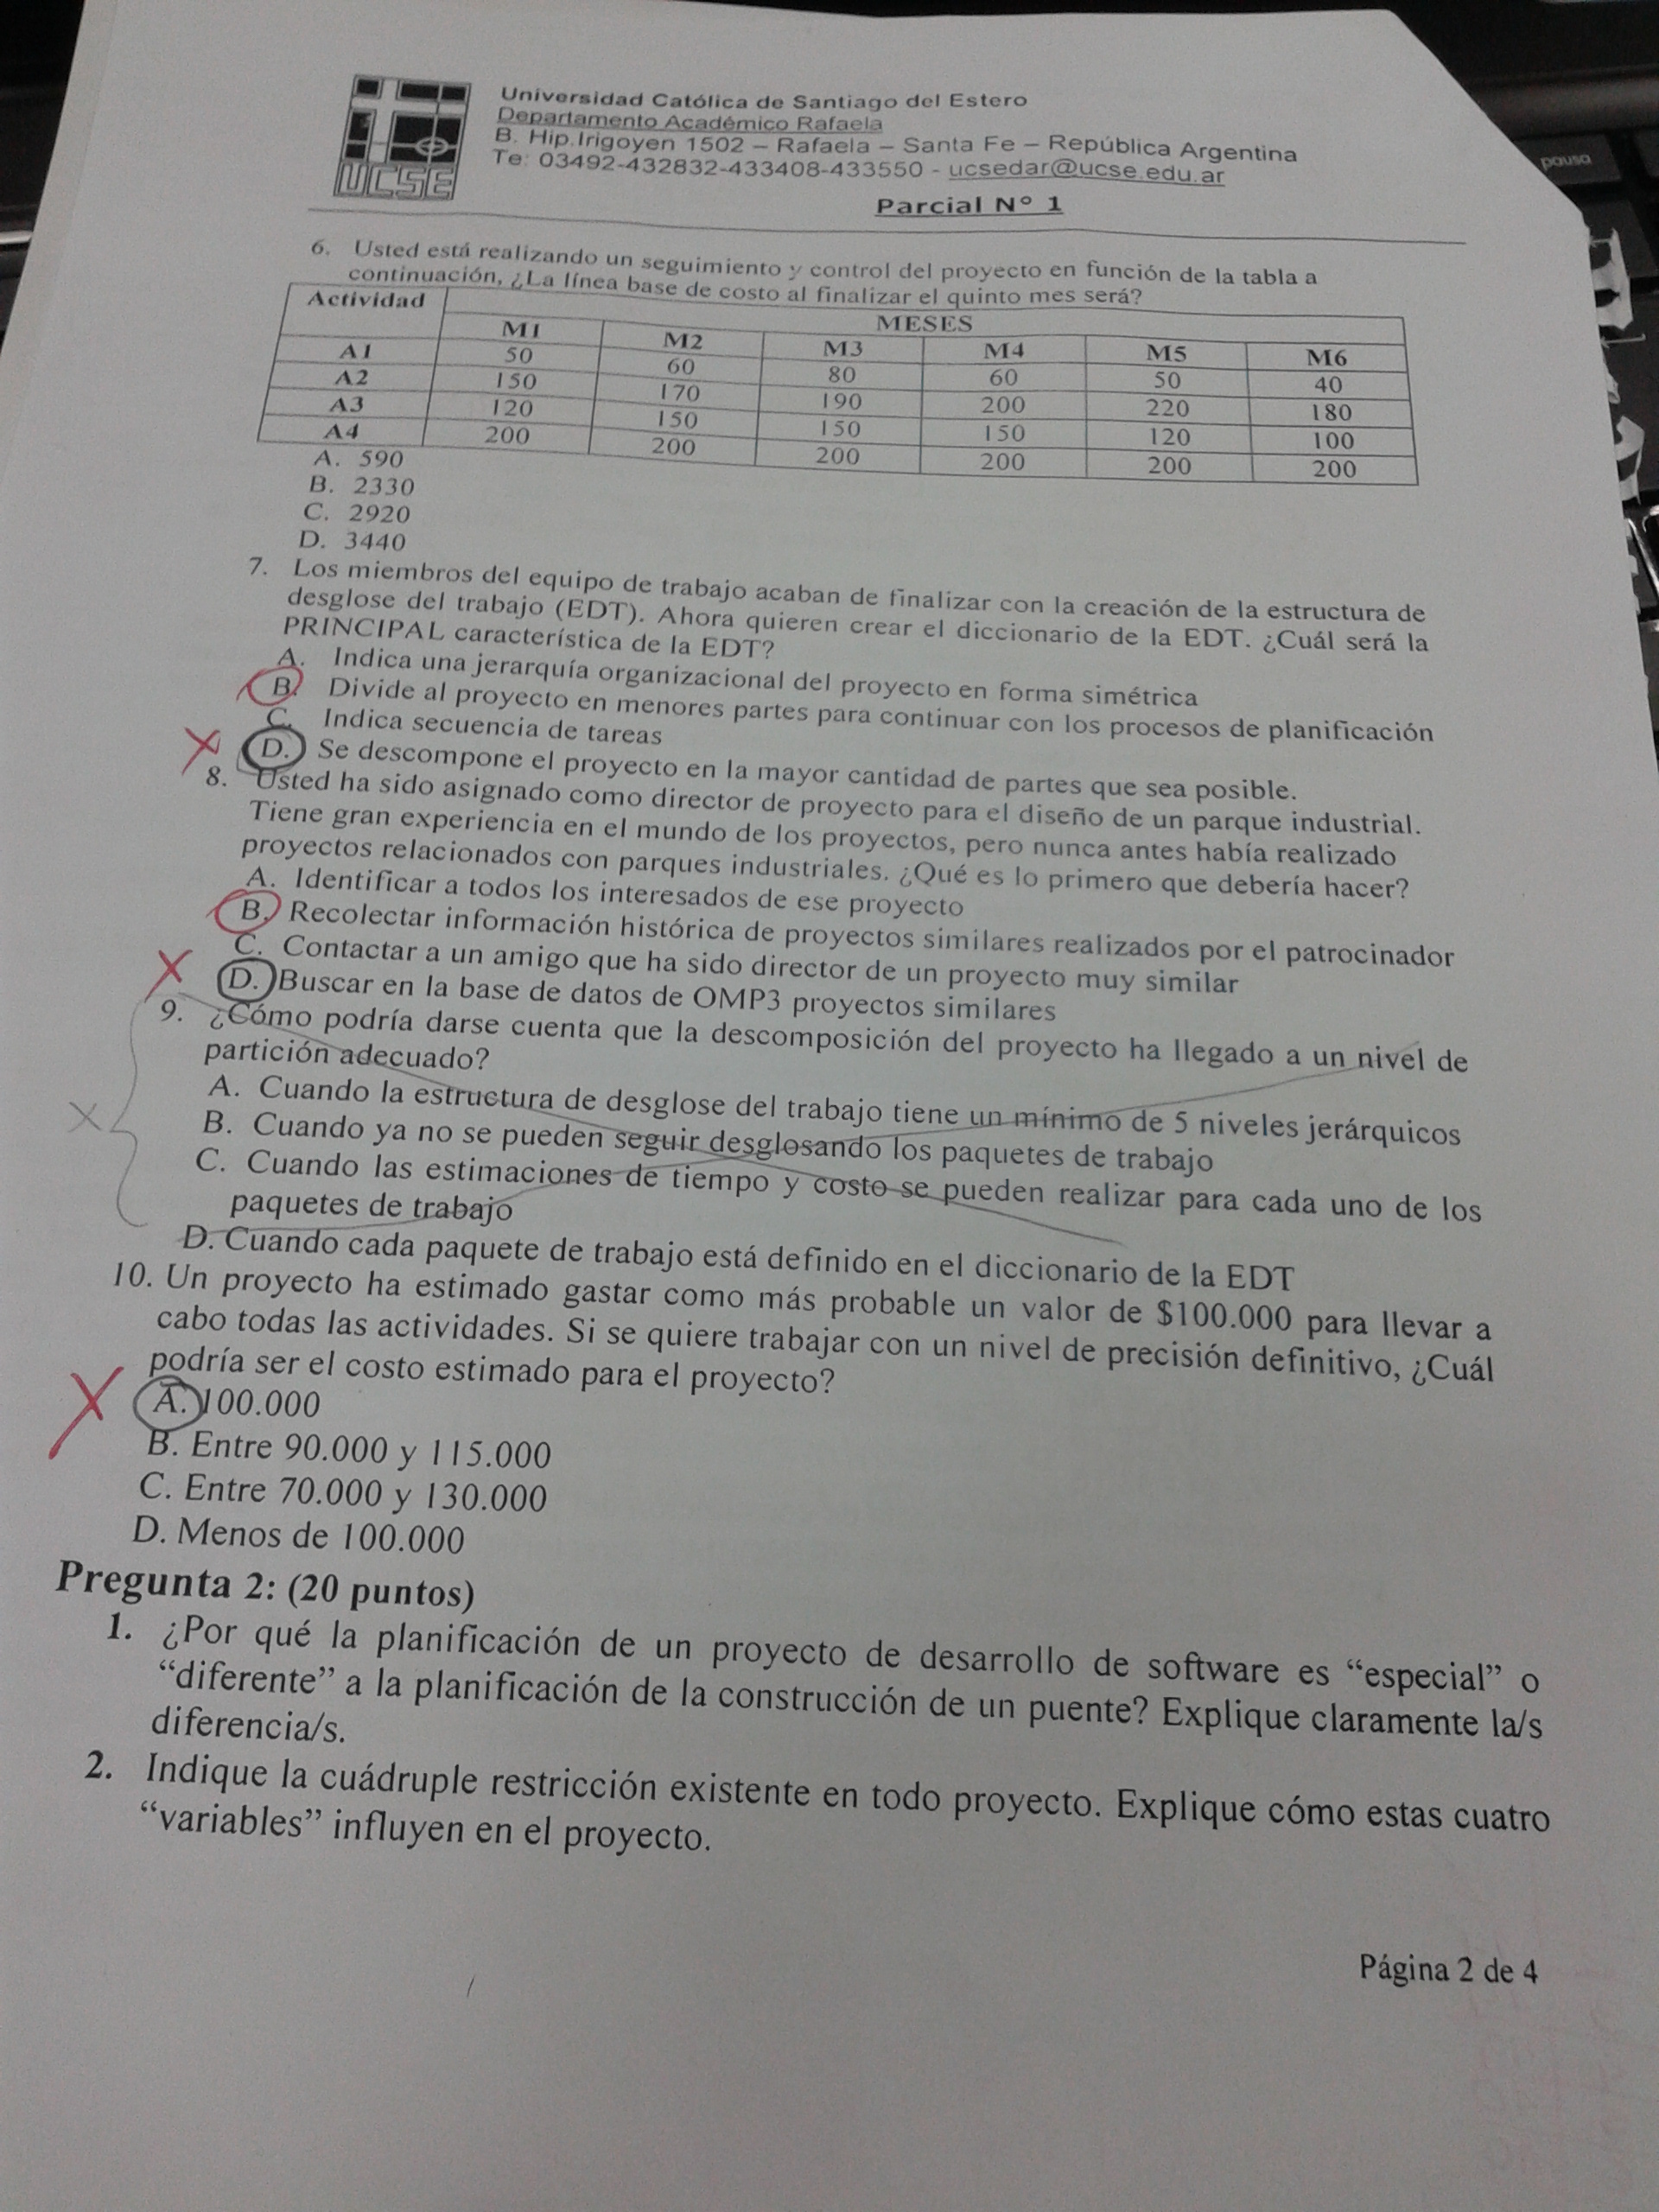 UCSE
Universidad Católica de Santiago del Estero
Departamento Académico Rafaela
B. Hip.Irigoyen 1502 – Rafaela – Santa Fe – República Argentina
Te: 03492-432832-433408-433550 - ucsedar@ucse.edu.ar
Parcial N° 1
6. Usted está realizando un seguimiento y control del proyecto en función de la tabla a
continuación, ¿La línea base de costo al finalizar el quinto mes será?
Actividad MESES
M1 M2 M3 M4 M5 M6
A1 50 60 80 60 50 40
A2 150 170 190 200 220 180
A3 120 150 150 150 120 100
A4 200 200 200 200 200 200
A. 590
B. 2330
C. 2920
D. 3440
7. Los miembros del equipo de trabajo acaban de finalizar con la creación de la estructura de
desglose del trabajo (EDT). Ahora quieren crear el diccionario de la EDT. ¿Cuál será la
PRINCIPAL característica de la EDT?
A. Indica una jerarquía organizacional del proyecto en forma simétrica
B. Divide al proyecto en menores partes para continuar con los procesos de planificación
C. Indica secuencia de tareas
D. Se descompone el proyecto en la mayor cantidad de partes que sea posible.
8. Usted ha sido asignado como director de proyecto para el diseño de un parque industrial.
Tiene gran experiencia en el mundo de los proyectos, pero nunca antes había realizado
proyectos relacionados con parques industriales. ¿Qué es lo primero que debería hacer?
A. Identificar a todos los interesados de ese proyecto
B. Recolectar información histórica de proyectos similares realizados por el patrocinador
C. Contactar a un amigo que ha sido director de un proyecto muy similar
D. Buscar en la base de datos de OMP3 proyectos similares
9. ¿Cómo podría darse cuenta que la descomposición del proyecto ha llegado a un nivel de
partición adecuado?
A. Cuando la estructura de desglose del trabajo tiene un mínimo de 5 niveles jerárquicos
B. Cuando ya no se pueden seguir desglosando los paquetes de trabajo
C. Cuando las estimaciones de tiempo y costo se pueden realizar para cada uno de los
paquetes de trabajo
D. Cuando cada paquete de trabajo está definido en el diccionario de la EDT
10. Un proyecto ha estimado gastar como más probable un valor de $100.000 para llevar a
cabo todas las actividades. Si se quiere trabajar con un nivel de precisión definitivo, ¿Cuál
podría ser el costo estimado para el proyecto?
A. 100.000
B. Entre 90.000 y 115.000
C. Entre 70.000 y 130.000
D. Menos de 100.000
Pregunta 2: (20 puntos)
1. ¿Por qué la planificación de un proyecto de desarrollo de software es “especial” o
“diferente” a la planificación de la construcción de un puente? Explique claramente la/s
diferencia/s.
2. Indique la cuádruple restricción existente en todo proyecto. Explique cómo estas cuatro
“variables” influyen en el proyecto.
Página 2 de 4
pausa